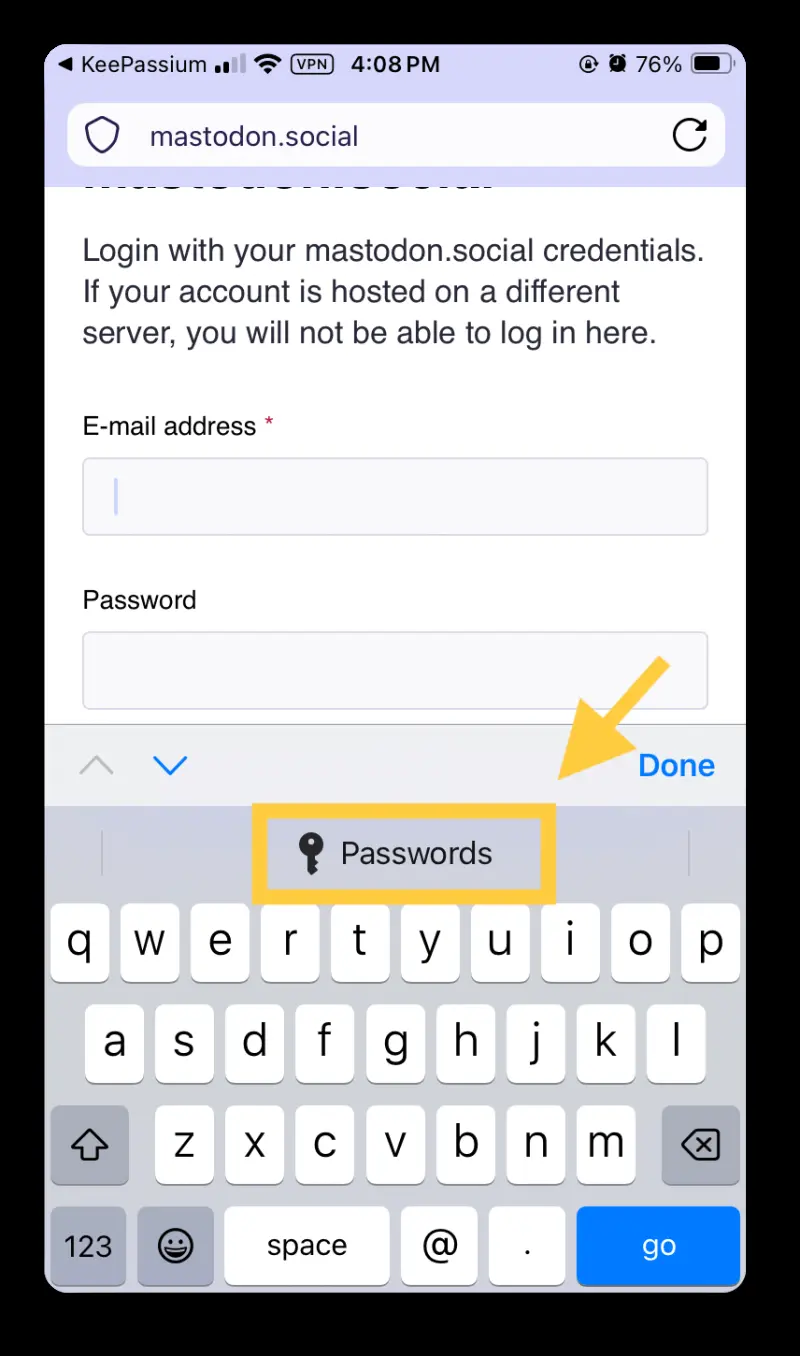 ◀ KeePassium VPN 4:08 PM 76%
mastodon.social
mastodon.social
Login with your mastodon.social credentials.
If your account is hosted on a different
server, you will not be able to log in here.
E-mail address *
Password
Done
Passwords
q w e r t y u i o p
a s d f g h j k l
z x c v b n m
123 space @ . go